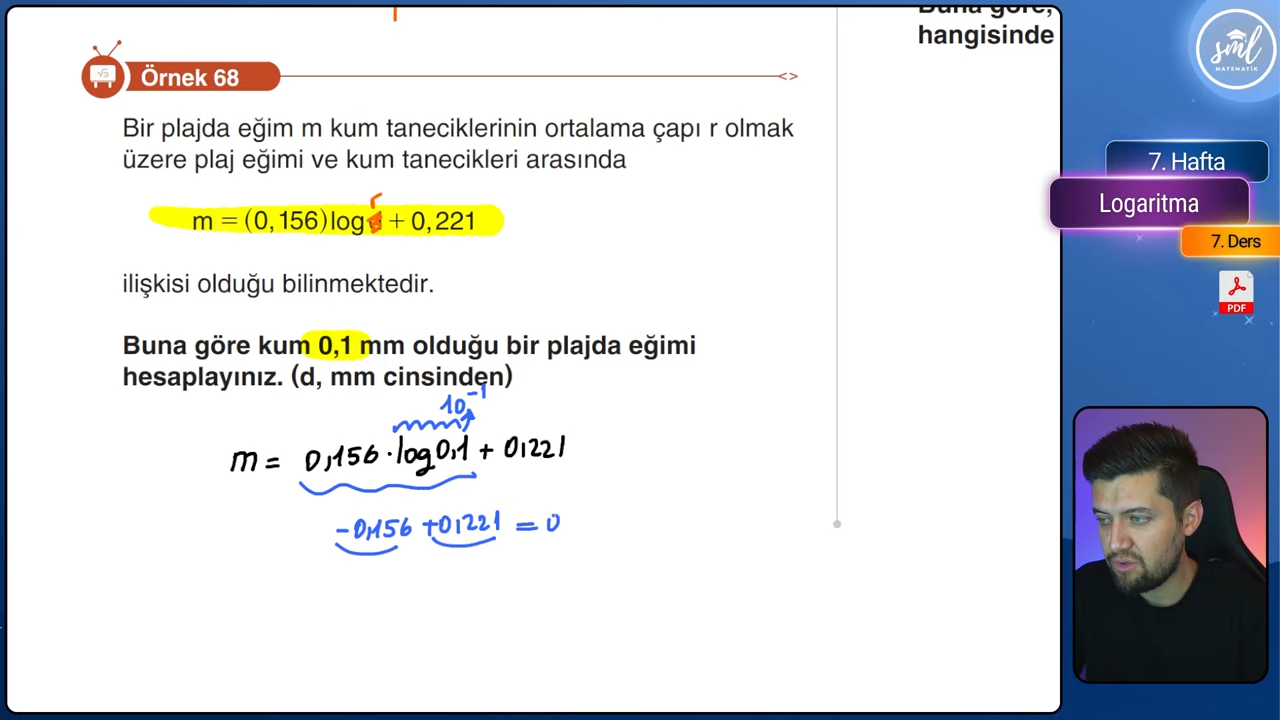 Buna göre,
hangisinde
sml
MATEMATİK
Örnek 68
Bir plajda eğim m kum taneciklerinin ortalama çapı r olmak
üzere plaj eğimi ve kum tanecikleri arasında
r
m = (0,156)log + 0,221
ilişkisi olduğu bilinmektedir.
Buna göre kum 0,1 mm olduğu bir plajda eğimi
hesaplayınız. (d, mm cinsinden)
10⁻¹
m = 0,156 · log 0,1 + 0,221
-0,156 + 0,221 = 0
7. Hafta
Logaritma
7. Ders
PDF